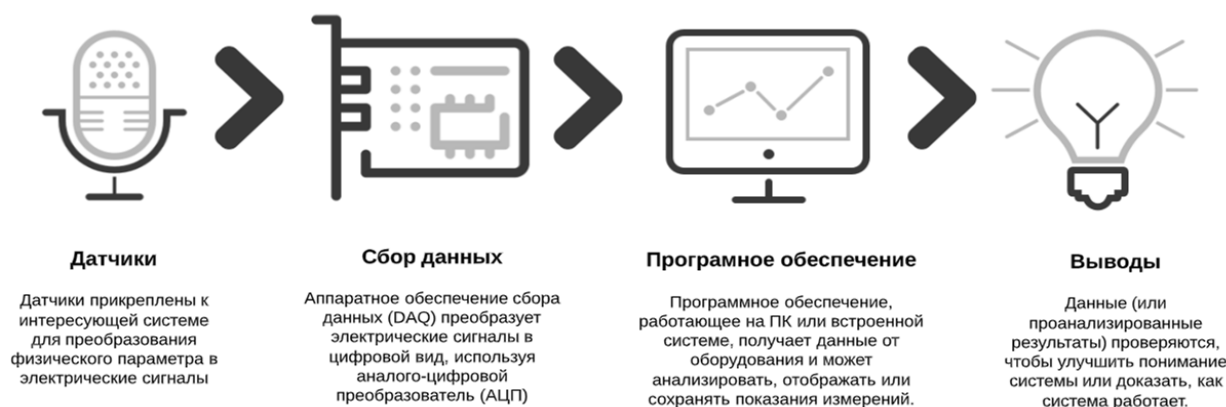 Датчики
Датчики прикреплены к
интересующей системе
для преобразования
физического параметра в
электрические сигналы
Сбор данных
Аппаратное обеспечение сбора
данных (DAQ) преобразует
электрические сигналы в
цифровой вид, используя
аналого-цифровой
преобразователь (АЦП)
Програмное обеспечение
Программное обеспечение,
работающее на ПК или встроенной
системе, получает данные от
оборудования и может
анализировать, отображать или
сохранять показания измерений.
Выводы
Данные (или
проанализированные
результаты) проверяются,
чтобы улучшить понимание
системы или доказать, как
система работает.